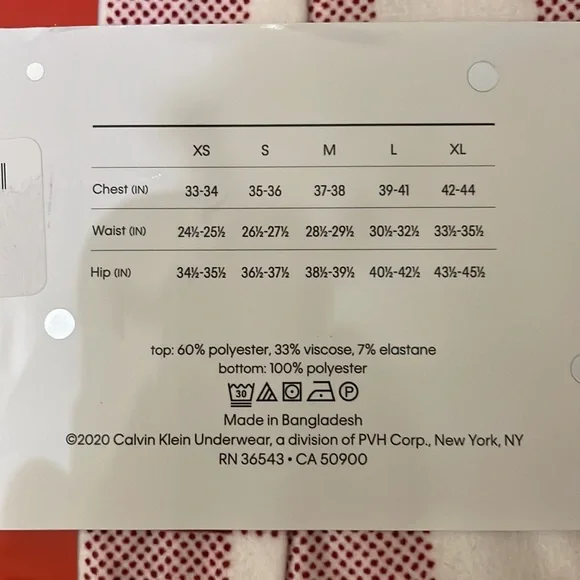 XS S M L XL
Chest (IN) 33-34 35-36 37-38 39-41 42-44
Waist (IN) 24½-25½ 26½-27½ 28½-29½ 30½-32½ 33½-35½
Hip (IN) 34½-35½ 36½-37½ 38½-39½ 40½-42½ 43½-45½
top: 60% polyester, 33% viscose, 7% elastane
bottom: 100% polyester
30 P
Made in Bangladesh
©2020 Calvin Klein Underwear, a division of PVH Corp., New York, NY
RN 36543 • CA 50900